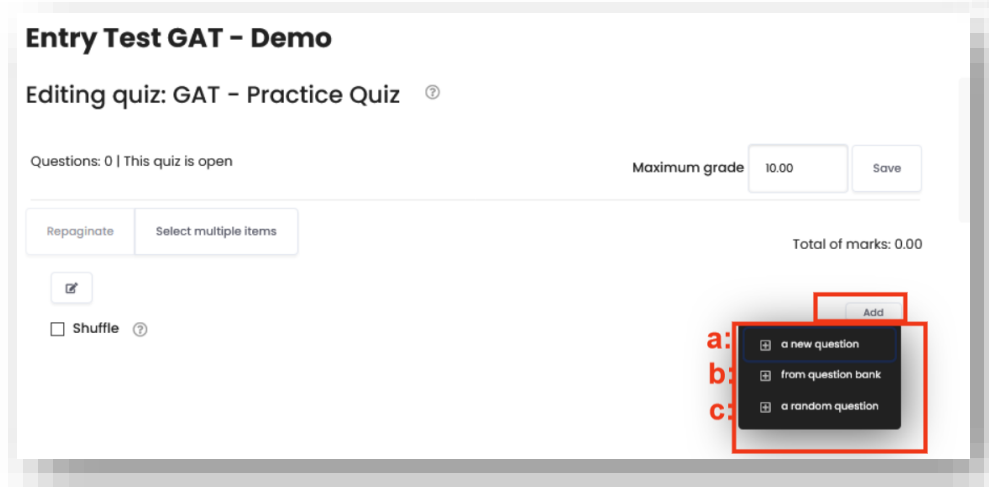 Entry Test GAT - Demo
Editing quiz: GAT - Practice Quiz ?
Questions: 0 | This quiz is open
Maximum grade 10.00 Save
Repaginate Select multiple items
Total of marks: 0.00
Add
Shuffle ?
a: a new question
b: from question bank
c: a random question